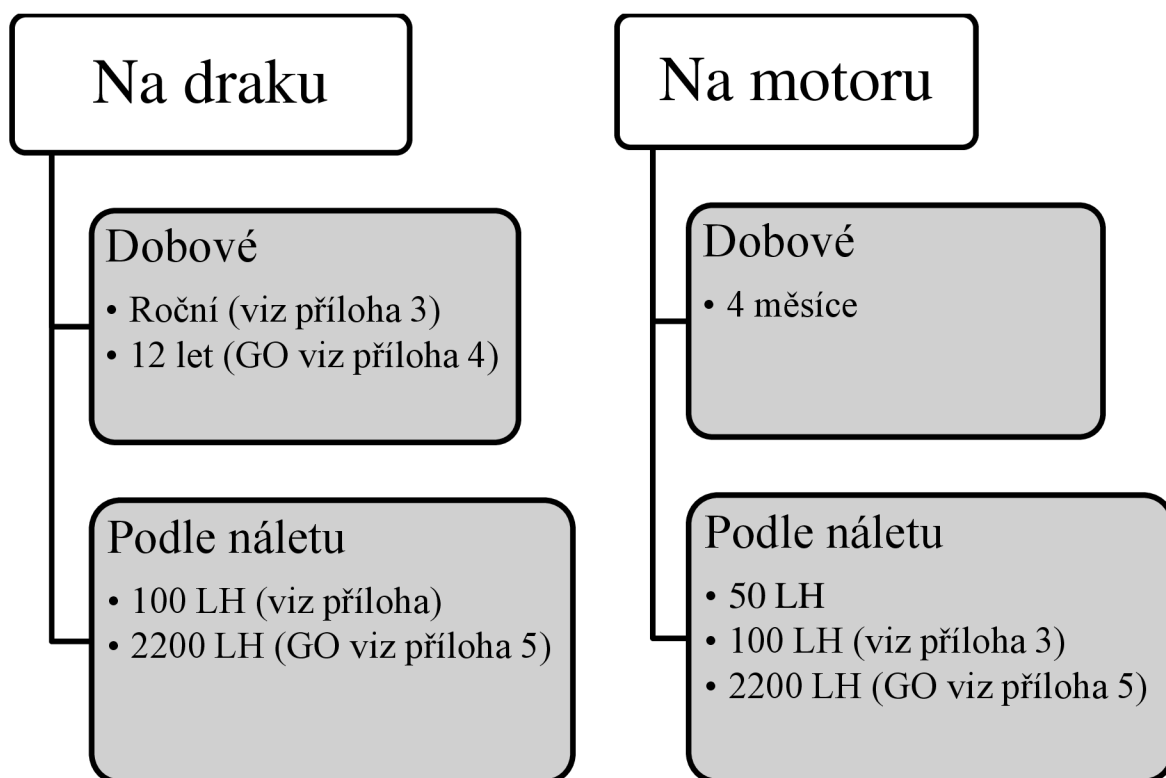 Na draku
Dobové
• Roční (viz příloha 3)
• 12 let (GO viz příloha 4)
Podle náletu
• 100 LH (viz příloha)
• 2200 LH (GO viz příloha 5)
Na motoru
Dobové
• 4 měsíce
Podle náletu
• 50 LH
• 100 LH (viz příloha 3)
• 2200 LH (GO viz příloha 5)